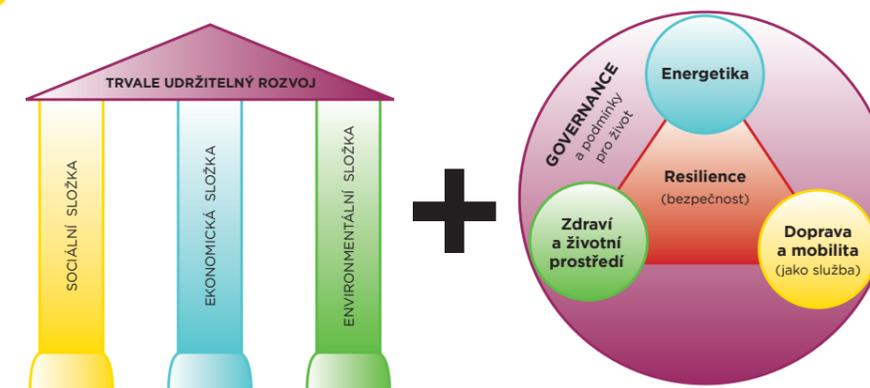 TRVALE UDRŽITELNÝ ROZVOJ
SOCIÁLNÍ SLOŽKA
EKONOMICKÁ SLOŽKA
ENVIRONMENTÁLNÍ SLOŽKA
GOVERNANCE
a podmínky
pro život
Energetika
Resilience
(bezpečnost)
Zdraví
a životní
prostředí
Doprava
a mobilita
(jako služba)